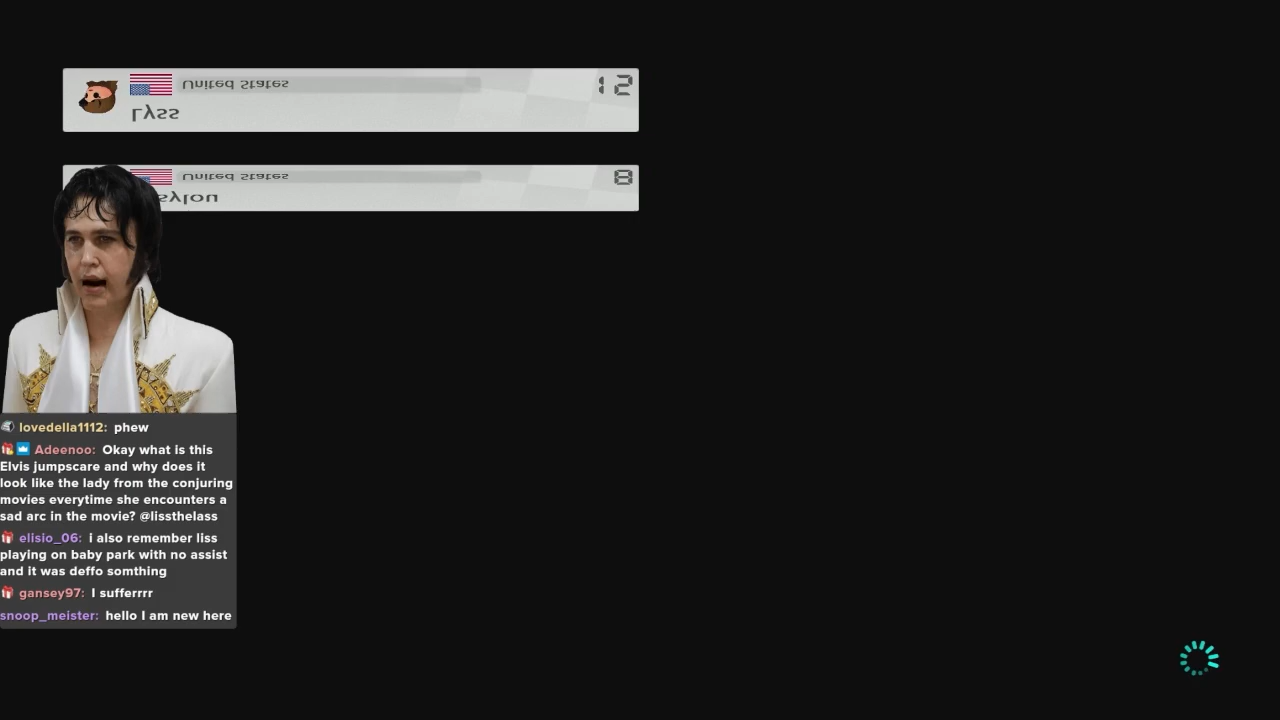 United States
12
Lyss
United States
8
sylou
lovedella1112: phew
Adeenoo: Okay what is this
Elvis jumpscare and why does it
look like the lady from the conjuring
movies everytime she encounters a
sad arc in the movie? @lissthelass
elisio_06: i also remember liss
playing on baby park with no assist
and it was deffo somthing
gansey97: I sufferrrr
snoop_meister: hello I am new here